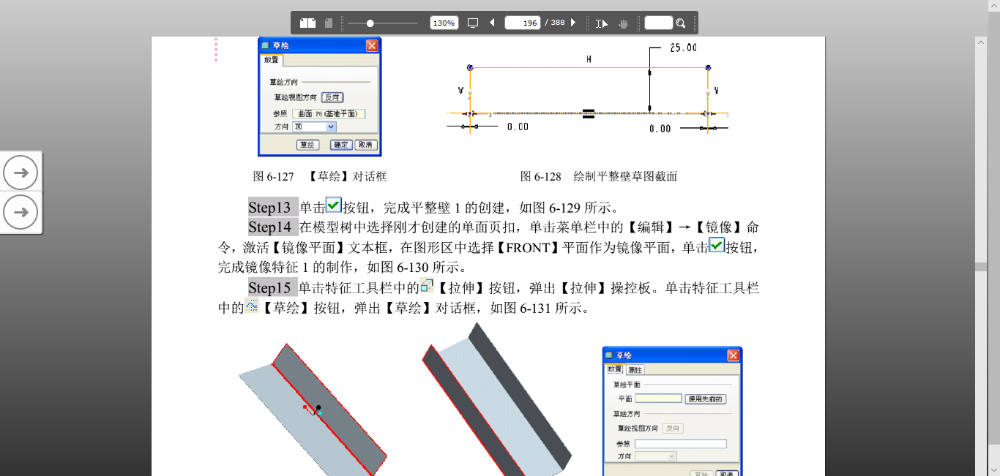 130%
196 / 388
草绘
放置
草绘方向
草绘视图方向 反向
参照 曲面:F6(基准平面)
方向 顶
草绘 确定 取消
25.00
H
V V
0.00 0.00
图 6-127 【草绘】对话框 图 6-128 绘制平整壁草图截面
Step13 单击按钮，完成平整壁 1 的创建，如图 6-129 所示。
Step14 在模型树中选择刚才创建的单面页扣，单击菜单栏中的【编辑】→【镜像】命
令，激活【镜像平面】文本框，在图形区中选择【FRONT】平面作为镜像平面，单击按钮，
完成镜像特征 1 的制作，如图 6-130 所示。
Step15 单击特征工具栏中的【拉伸】按钮，弹出【拉伸】操控板。单击特征工具栏
中的【草绘】按钮，弹出【草绘】对话框，如图 6-131 所示。
草绘
放置 属性
草绘平面
平面 使用先前的
草绘方向
草绘视图方向 反向
参照
方向
草绘 取消